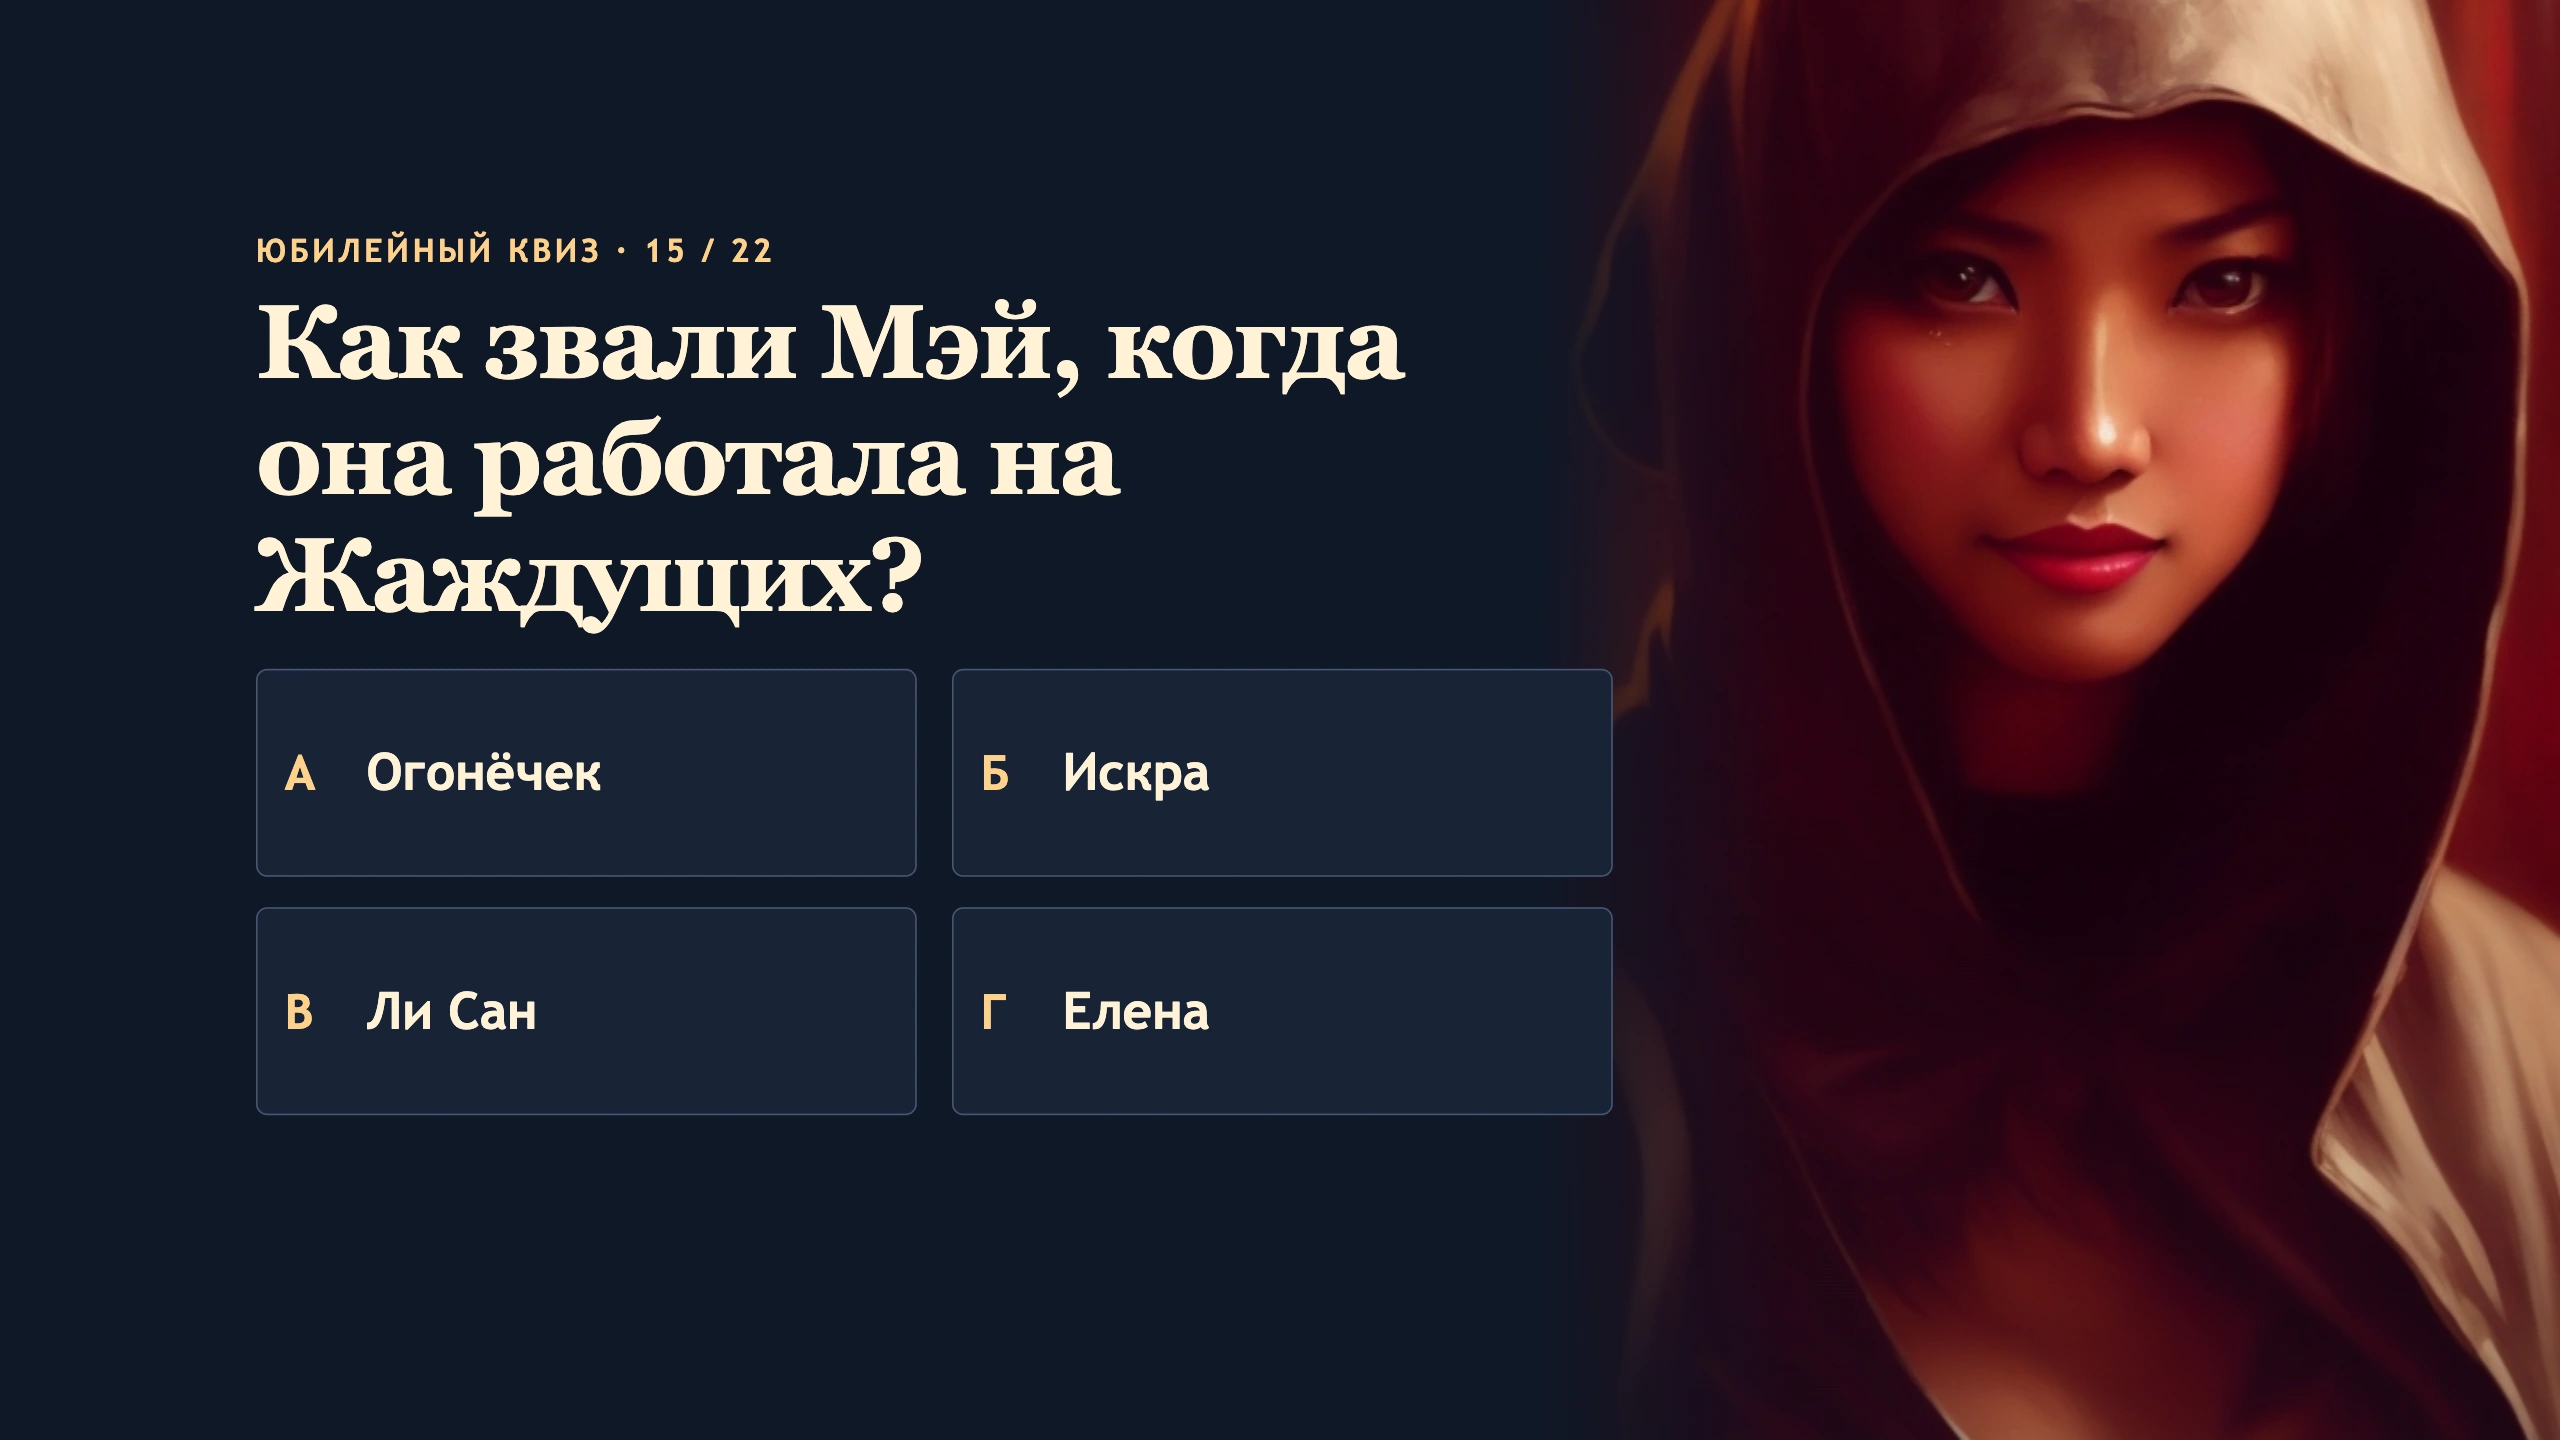 ЮБИЛЕЙНЫЙ КВИЗ · 15 / 22
Как звали Мэй, когда
она работала на
Жаждущих?
А Огонёчек
Б Искра
В Ли Сан
Г Елена